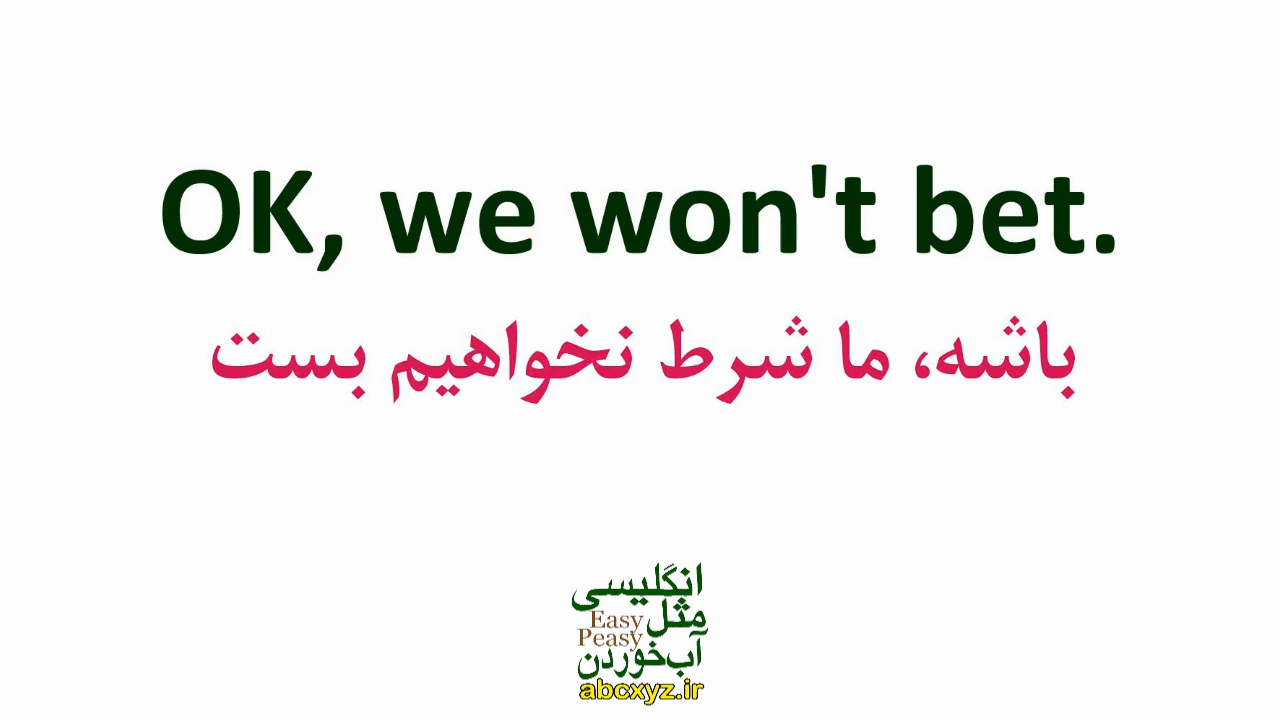 OK, we won't bet.
باشه، ما شرط نخواهیم بست
انگلیسی
مثل
Easy
Peasy
آب‌خوردن
abcxyz.ir